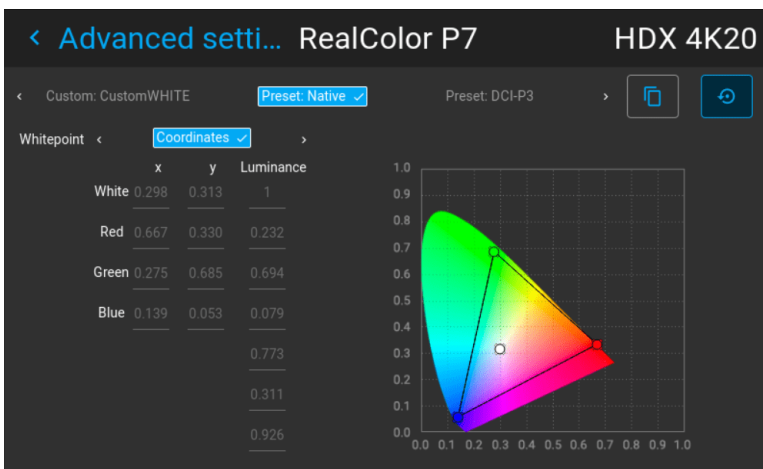 ‹ Advanced setti... RealColor P7 HDX 4K20
‹ Custom: CustomWHITE Preset: Native ✓ Preset: DCI-P3 ›
Whitepoint ‹ Coordinates ✓ ›
x y Luminance
White 0.298 0.313 1
Red 0.667 0.330 0.232
Green 0.275 0.685 0.694
Blue 0.139 0.053 0.079
0.773
0.311
0.926
1.0
0.9
0.8
0.7
0.6
0.5
0.4
0.3
0.2
0.1
0.0
0.0 0.1 0.2 0.3 0.4 0.5 0.6 0.7 0.8 0.9 1.0